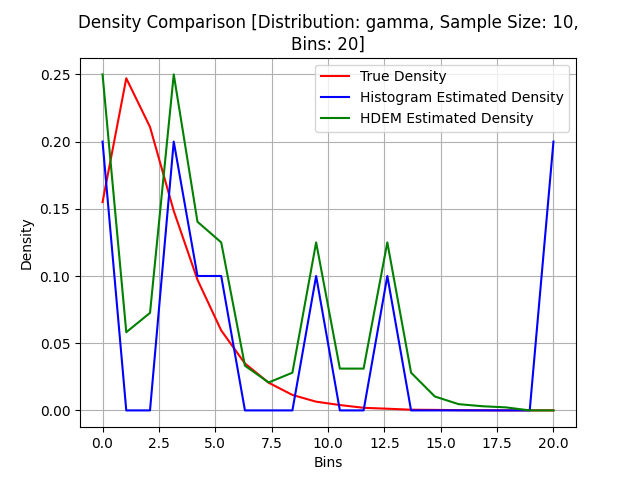 Density Comparison [Distribution: gamma, Sample Size: 10,
Bins: 20]
True Density
Histogram Estimated Density
HDEM Estimated Density
Density
0.25
0.20
0.15
0.10
0.05
0.00
0.0 2.5 5.0 7.5 10.0 12.5 15.0 17.5 20.0
Bins